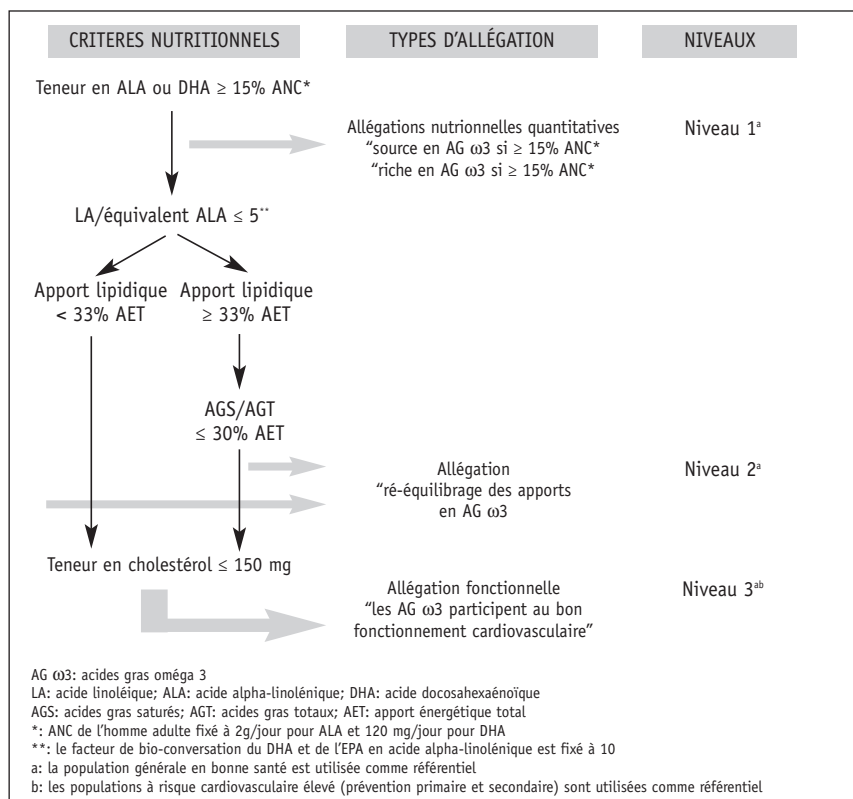 CRITERES NUTRITIONNELS
TYPES D'ALLÉGATION
NIVEAUX
Teneur en ALA ou DHA ≥ 15% ANC*
Allégations nutrionnelles quantitatives
“source en AG ω3 si ≥ 15% ANC*
“riche en AG ω3 si ≥ 15% ANC*
Niveau 1ᵃ
LA/équivalent ALA ≤ 5**
Apport lipidique
< 33% AET
Apport lipidique
≥ 33% AET
AGS/AGT
≤ 30% AET
Allégation
“ré-équilibrage des apports
en AG ω3
Niveau 2ᵃ
Teneur en cholestérol ≤ 150 mg
Allégation fonctionnelle
“les AG ω3 participent au bon
fonctionnement cardiovasculaire”
Niveau 3ᵃᵇ
AG ω3: acides gras oméga 3
LA: acide linoléique; ALA: acide alpha-linolénique; DHA: acide docosahexaénoïque
AGS: acides gras saturés; AGT: acides gras totaux; AET: apport énergétique total
*: ANC de l'homme adulte fixé à 2g/jour pour ALA et 120 mg/jour pour DHA
**: le facteur de bio-conversation du DHA et de l'EPA en acide alpha-linolénique est fixé à 10
a: la population générale en bonne santé est utilisée comme référentiel
b: les populations à risque cardiovasculaire élevé (prévention primaire et secondaire) sont utilisées comme référentiel